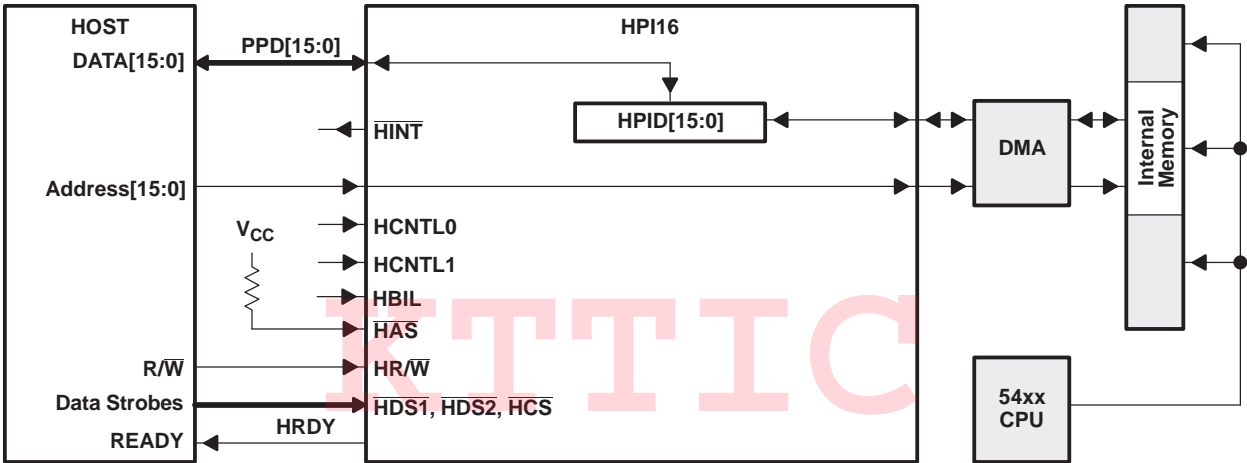 HOST
DATA[15:0]
PPD[15:0]
HPI16
HINT
HPID[15:0]
DMA
Internal
Memory
Address[15:0]
VCC
HCNTL0
HCNTL1
HBIL
HAS
R/W
HR/W
Data Strobes
HDS1, HDS2, HCS
READY
HRDY
54xx
CPU
KTTIC